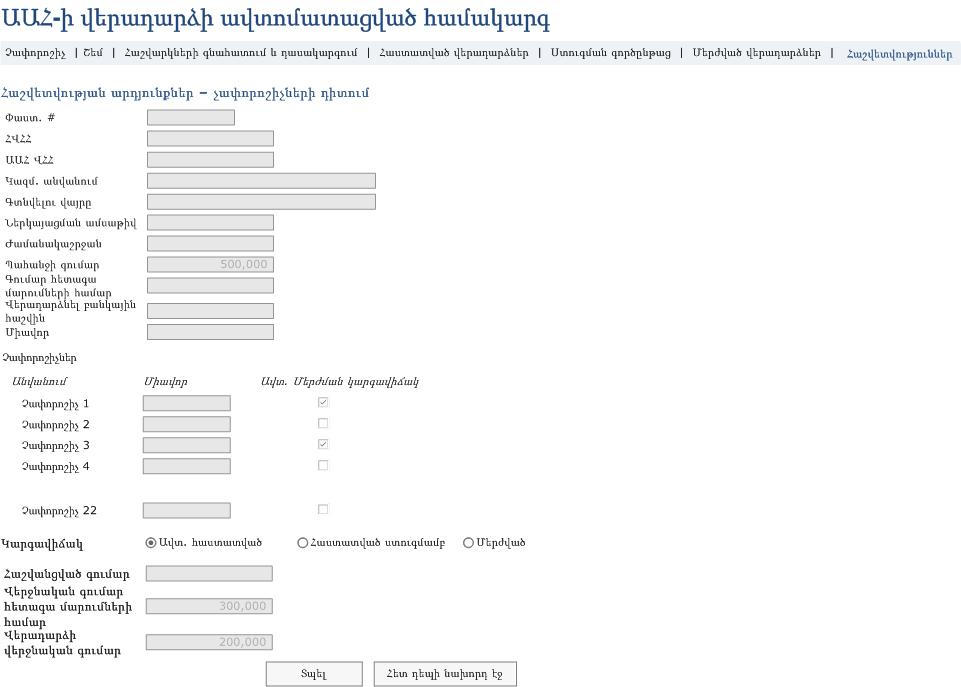 ԱԱՀ-ի վերադարձի ավտոմատացված համակարգ
Չափորոշիչ | Շեմ | Հաշվարկների գնահատում և դասակարգում | Հաստատված վերադարձներ | Ստուգման գործընթաց | Մերժված վերադարձներ | Հաշվետվություններ
Հաշվետվության արդյունքներ – չափորոշիչների դիտում
Փաստ. #
ՀՎՀՀ
ԱԱՀ ՎՀՀ
Կազմ. անվանում
Գտնվելու վայրը
Ներկայացման ամսաթիվ
Ժամանակաշրջան
Պահանջի գումար 500,000
Գումար հետագա
մարումների համար
Վերադարձնել բանկային
հաշվին
Միավոր
Չափորոշիչներ
Անվանում Միավոր Ավտ. Մերժման կարգավիճակ
Չափորոշիչ 1
Չափորոշիչ 2
Չափորոշիչ 3
Չափորոշիչ 4
Չափորոշիչ 22
Կարգավիճակ Ավտ. հաստատված Հաստատված ստուգմամբ Մերժված
Հաշվանցված գումար
Վերջնական գումար
հետագա մարումների 300,000
համար
Վերադարձի
վերջնական գումար 200,000
Տպել Հետ դեպի նախորդ էջ